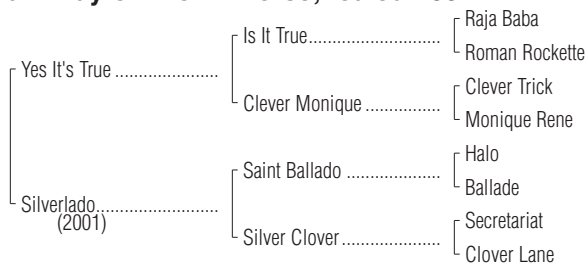 Raja Baba
Is It True
Roman Rockette
Yes It's True
Clever Trick
Clever Monique
Monique Rene
Halo
Saint Ballado
Ballade
Silverlado
(2001)
Secretariat
Silver Clover
Clover Lane